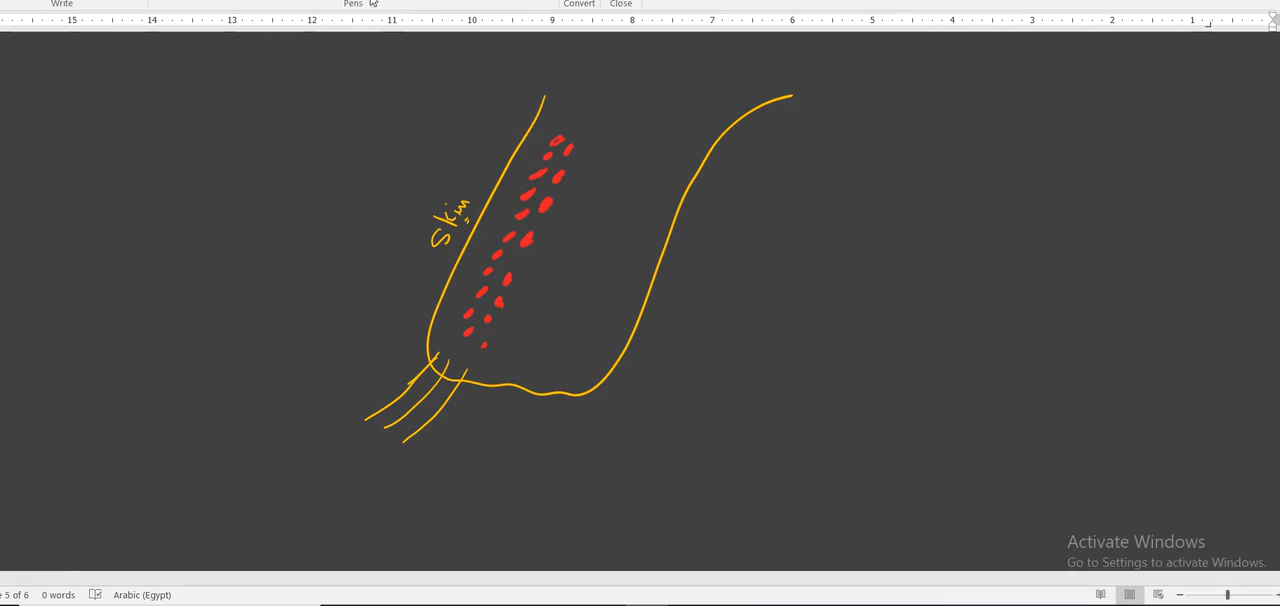 Write Pens Convert Close
15 14 13 12 11 10 9 8 7 6 5 4 3 2 1
Skin
Activate Windows
Go to Settings to activate Windows.
5 of 6 0 words Arabic (Egypt)